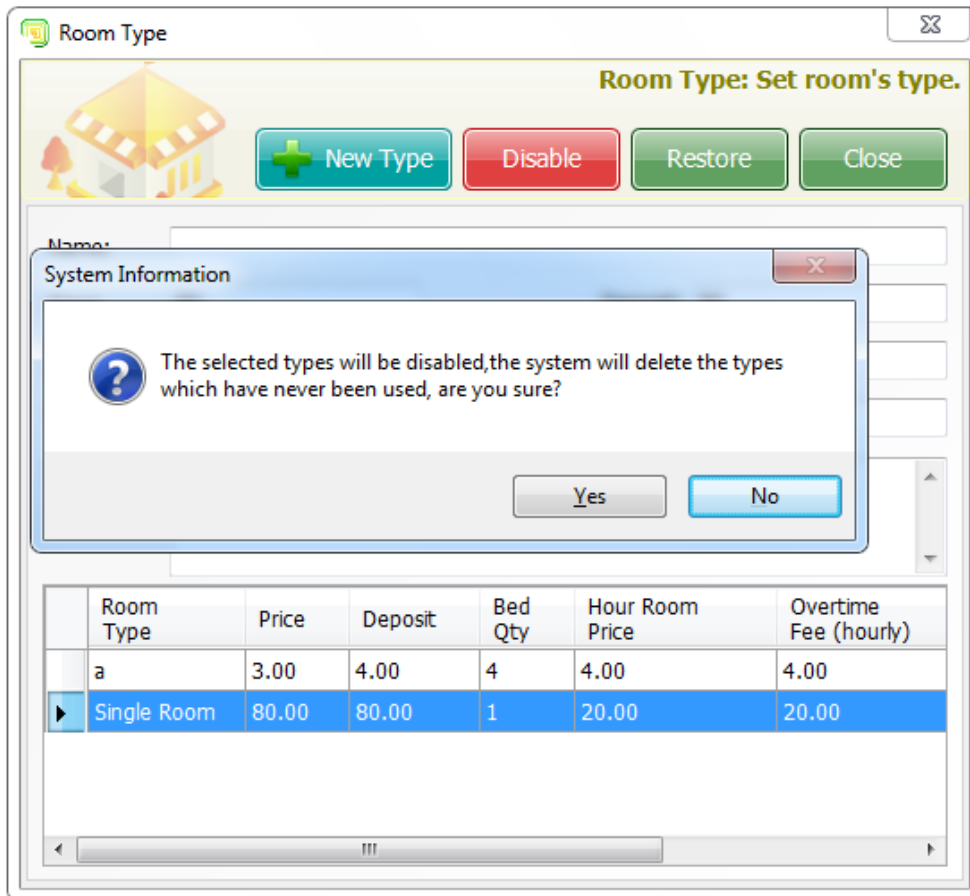 Room Type
Room Type: Set room's type.
New Type
Disable
Restore
Close
Name:
System Information
The selected types will be disabled,the system will delete the types
which have never been used, are you sure?
Yes
No
Room Type
Price
Deposit
Bed Qty
Hour Room Price
Overtime Fee (hourly)
a 3.00 4.00 4 4.00 4.00
Single Room 80.00 80.00 1 20.00 20.00